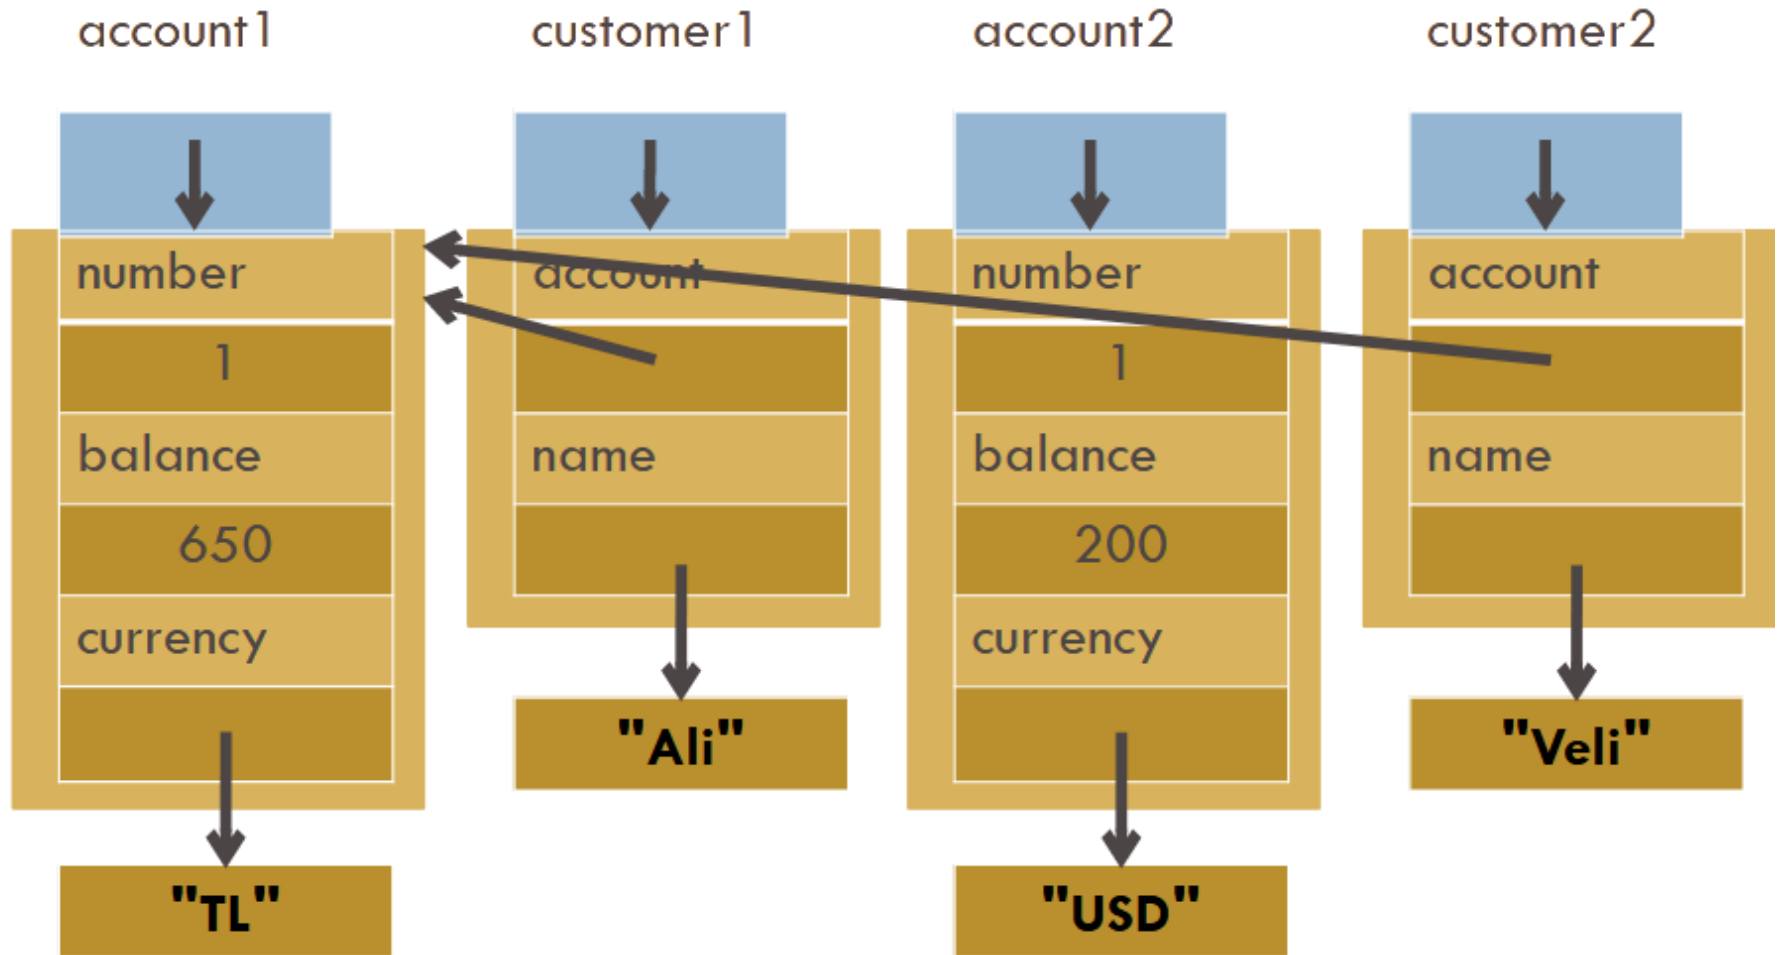 account1 customer1 account2 customer2
number account number account
1 1
balance name balance name
650 200
currency currency
"Ali" "Veli"
"TL" "USD"